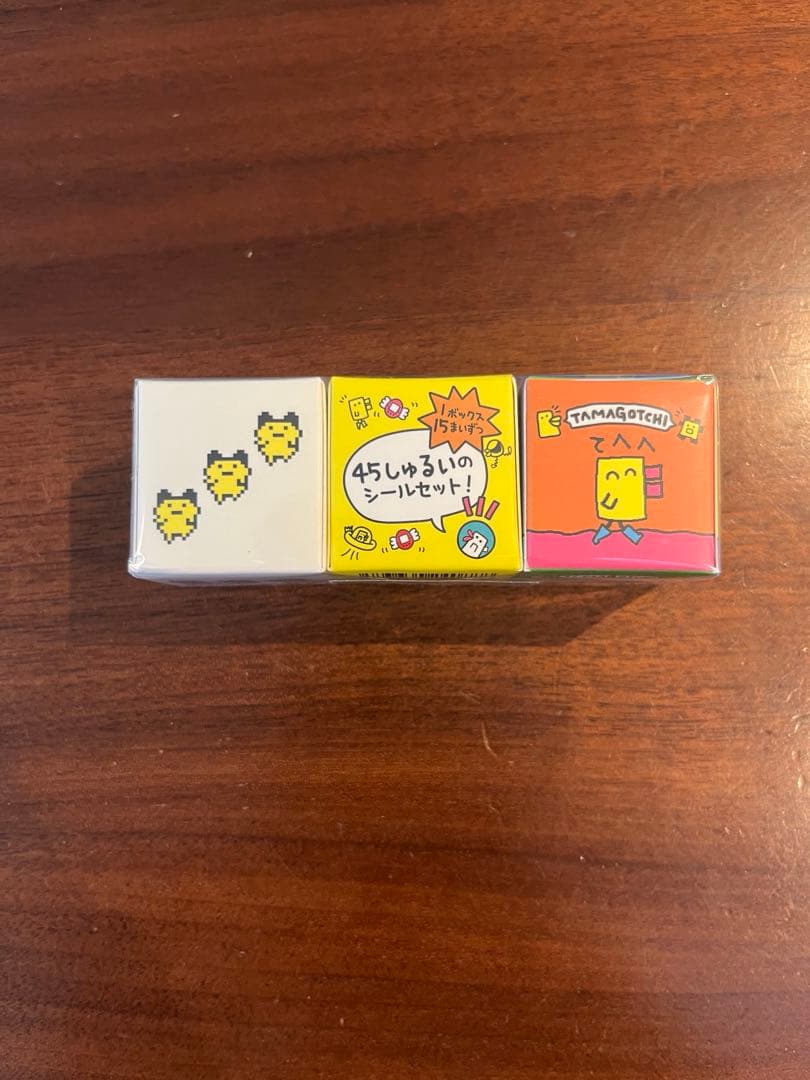 1ボックス
15まいずつ
45しゅるいの
シールセット!
TAMAGOTCHI
てへへ